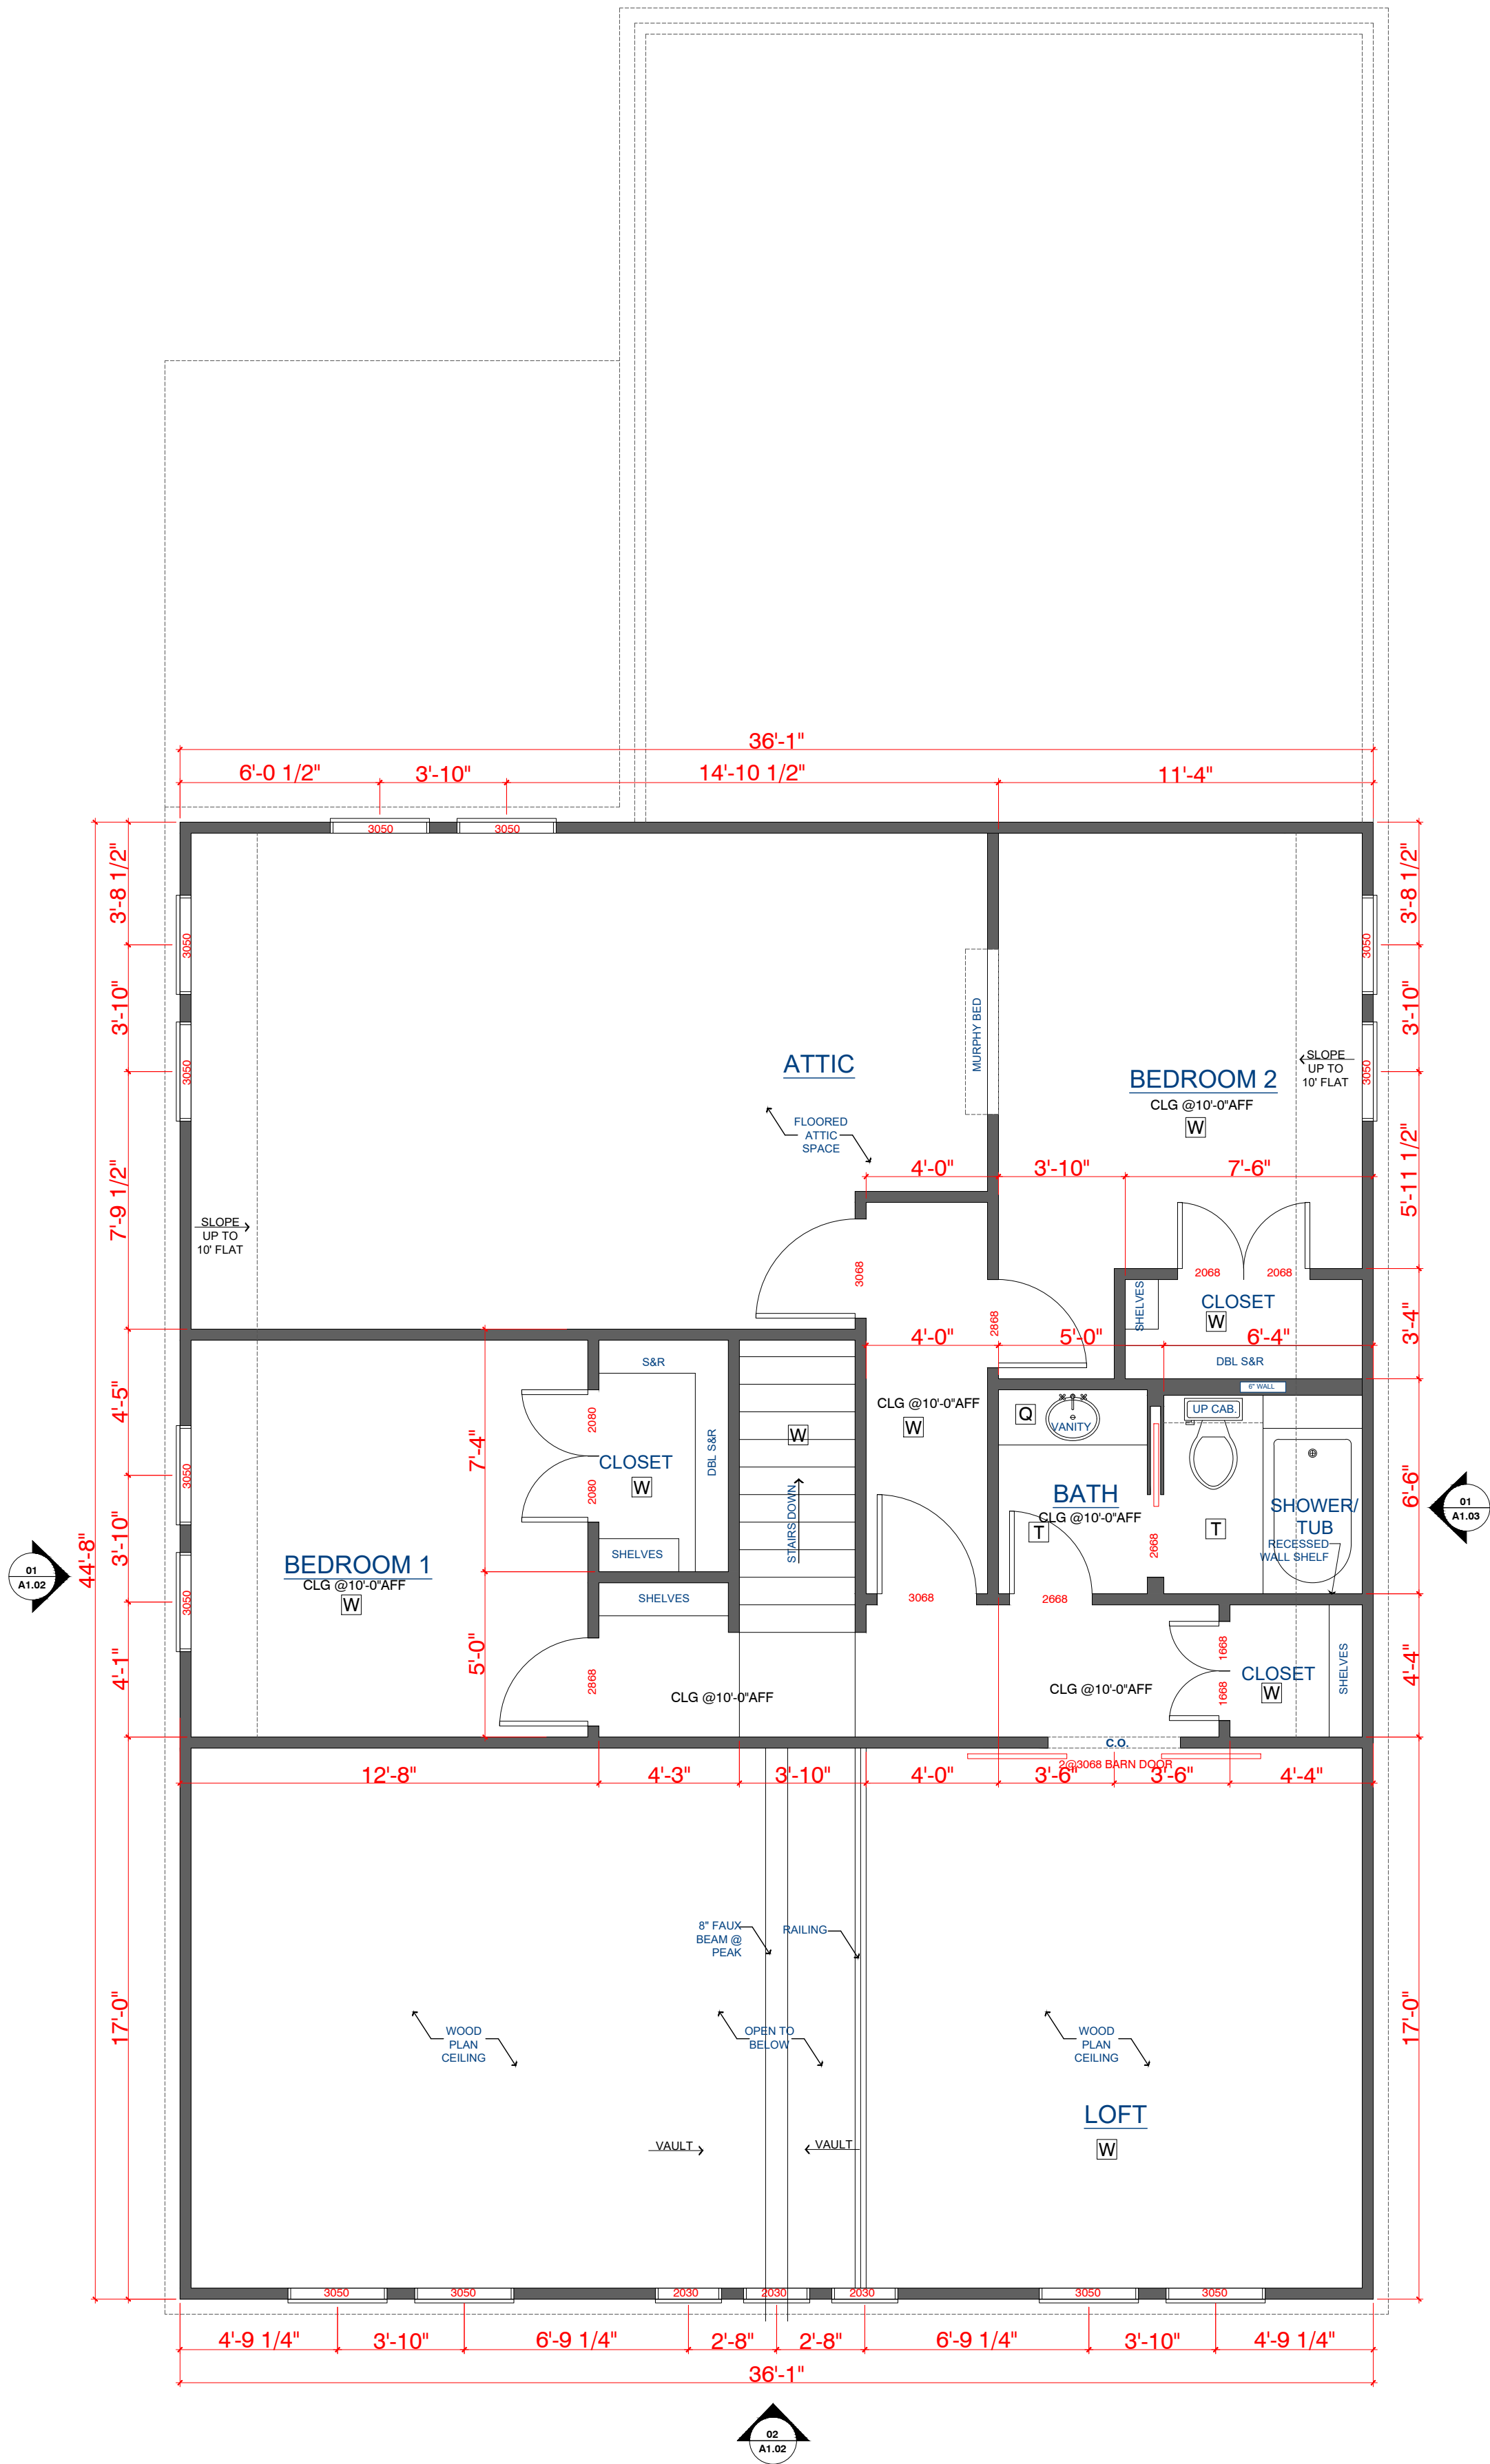 36'-1"
6'-0 1/2"
3'-10"
14'-10 1/2"
11'-4"
3050
3050
3'-8 1/2"
3'-8 1/2"
3050
3050
3'-10"
3'-10"
MURPHY BED
ATTIC
BEDROOM 2
CLG @10'-0"AFF
W
SLOPE
UP TO
10' FLAT
3050
3050
FLOORED
ATTIC
SPACE
4'-0"
3'-10"
7'-6"
7'-9 1/2"
5'-11 1/2"
SLOPE
UP TO
10' FLAT
3068
2868
2068
2068
SHELVES
CLOSET
W
3'-4"
4'-0"
5'-0"
6'-4"
DBL S&R
S&R
6" WALL
4'-5"
2080
CLG @10'-0"AFF
W
Q
VANITY
UP CAB.
7'-4"
DBL S&R
W
CLOSET
W
3050
2080
BATH
CLG @10'-0"AFF
T
T
SHOWER/
TUB
RECESSED
WALL SHELF
6'-6"
01
A1.03
STAIRS DOWN
2668
44'-8"
3'-10"
01
A1.02
BEDROOM 1
CLG @10'-0"AFF
W
SHELVES
3050
SHELVES
3068
2668
5'-0"
4'-1"
2868
CLG @10'-0"AFF
CLG @10'-0"AFF
1668
1668
CLOSET
W
SHELVES
4'-4"
C.O.
2@3068 BARN DOOR
12'-8"
4'-3"
3'-10"
4'-0"
3'-6"
3'-6"
4'-4"
8" FAUX
BEAM @
PEAK
RAILING
17'-0"
17'-0"
WOOD
PLAN
CEILING
OPEN TO
BELOW
WOOD
PLAN
CEILING
LOFT
W
VAULT
VAULT
3050
3050
2030
2030
2030
3050
3050
4'-9 1/4"
3'-10"
6'-9 1/4"
2'-8"
2'-8"
6'-9 1/4"
3'-10"
4'-9 1/4"
36'-1"
02
A1.02